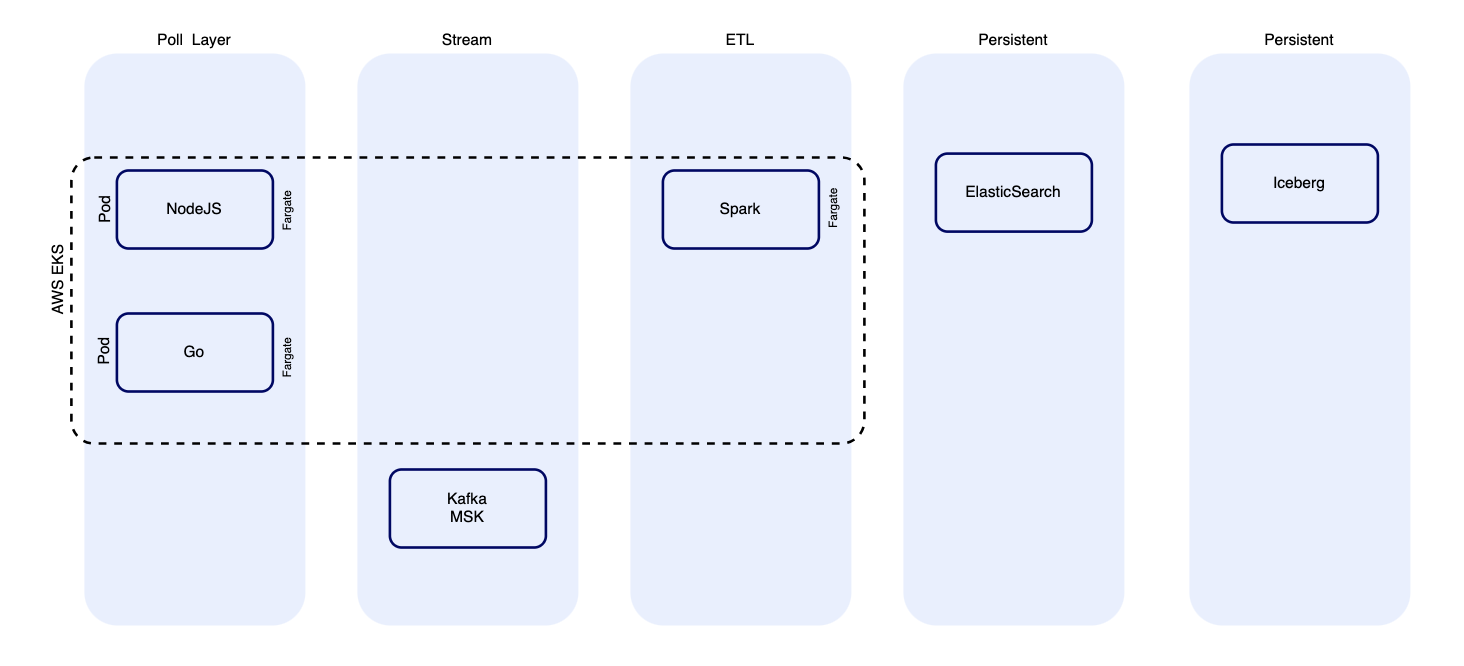 Poll Layer
Stream
ETL
Persistent
Persistent
AWS EKS
Pod
NodeJS
Fargate
Spark
Fargate
ElasticSearch
Iceberg
Pod
Go
Fargate
Kafka
MSK